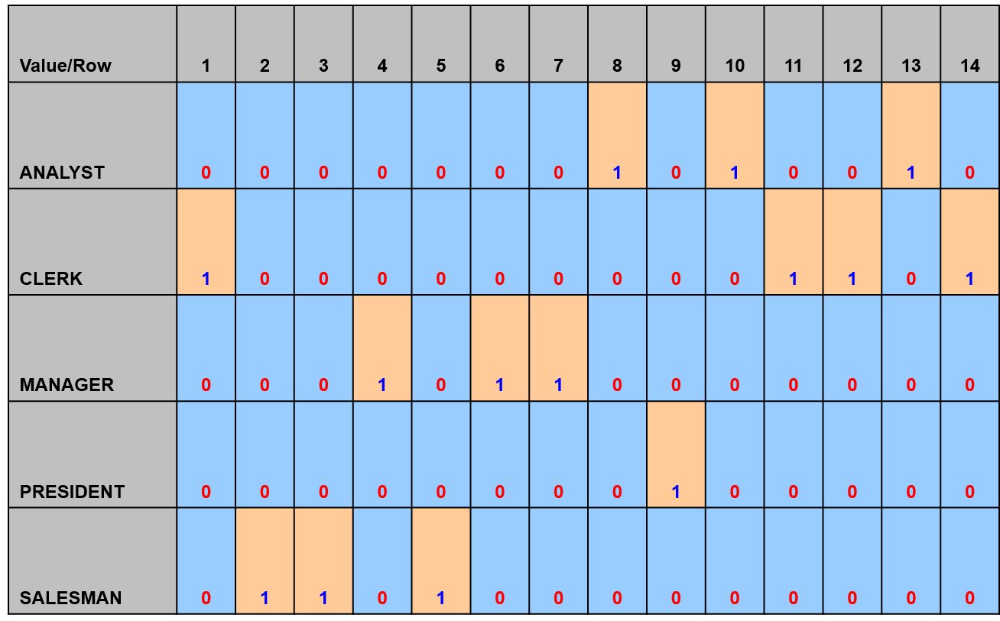 Value/Row 1 2 3 4 5 6 7 8 9 10 11 12 13 14
ANALYST 0 0 0 0 0 0 0 1 0 1 0 0 1 0
CLERK 1 0 0 0 0 0 0 0 0 0 1 1 0 1
MANAGER 0 0 0 1 0 1 1 0 0 0 0 0 0 0
PRESIDENT 0 0 0 0 0 0 0 0 1 0 0 0 0 0
SALESMAN 0 1 1 0 1 0 0 0 0 0 0 0 0 0